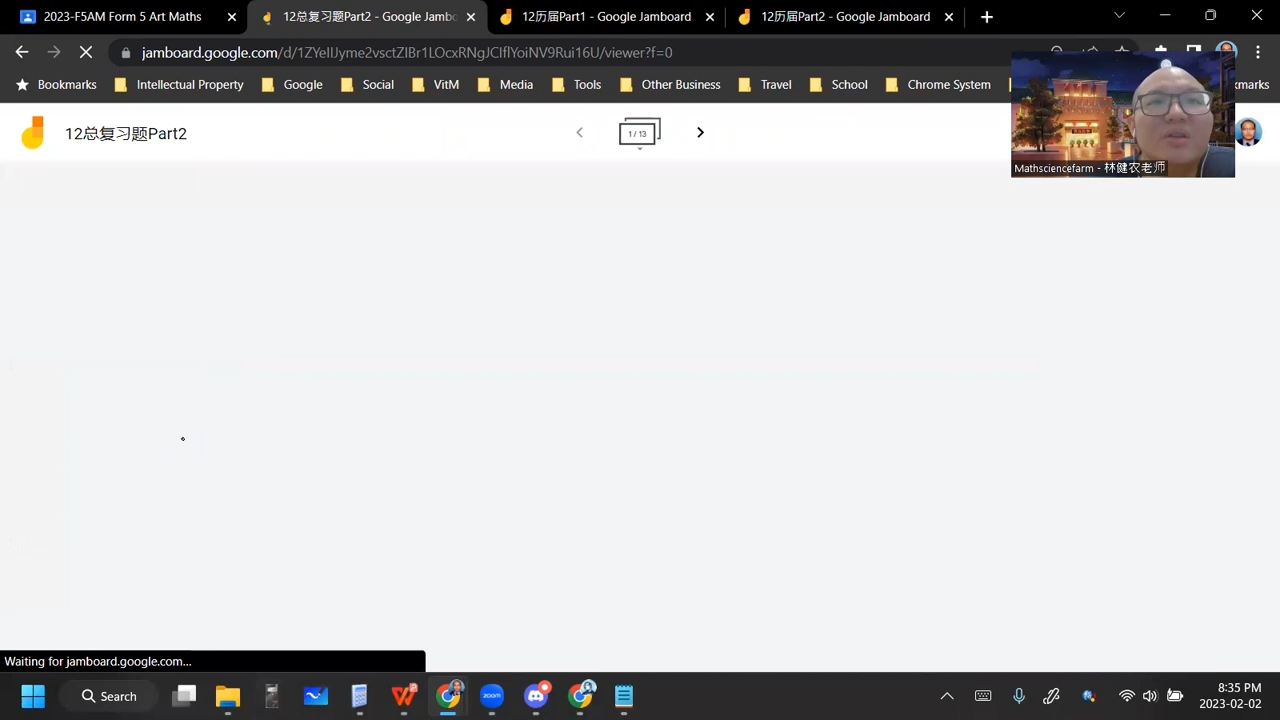 2023-F5AM Form 5 Art Maths
12总复习题Part2 - Google Jambo
12历届Part1 - Google Jamboard
12历届Part2 - Google Jamboard
jamboard.google.com/d/1ZYeIIJyme2vsctZlBr1LOcxRNgJClflYoiNV9Rui16U/viewer?f=0
Bookmarks
Intellectual Property
Google
Social
VitM
Media
Tools
Other Business
Travel
School
Chrome System
kmarks
12总复习题Part2
1 / 13
Mathsciencefarm - 林健农老师
Waiting for jamboard.google.com...
Search
8:35 PM
2023-02-02